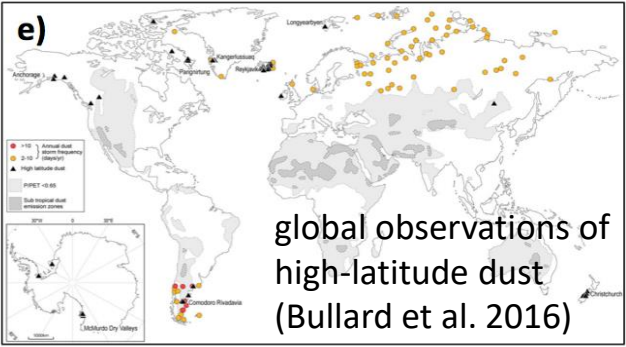 e)
Longyearbyen
Kangerlussuaq
Reykjavik
Pangnirtung
Anchorage
>10
2-10
Annual dust
storm frequency
(days/yr)
High latitude dust
P/PET <0.65
Sub tropical dust
emission zones
Comodoro Rivadavia
McMurdo Dry Valleys
Christchurch
global observations of
high-latitude dust
(Bullard et al. 2016)